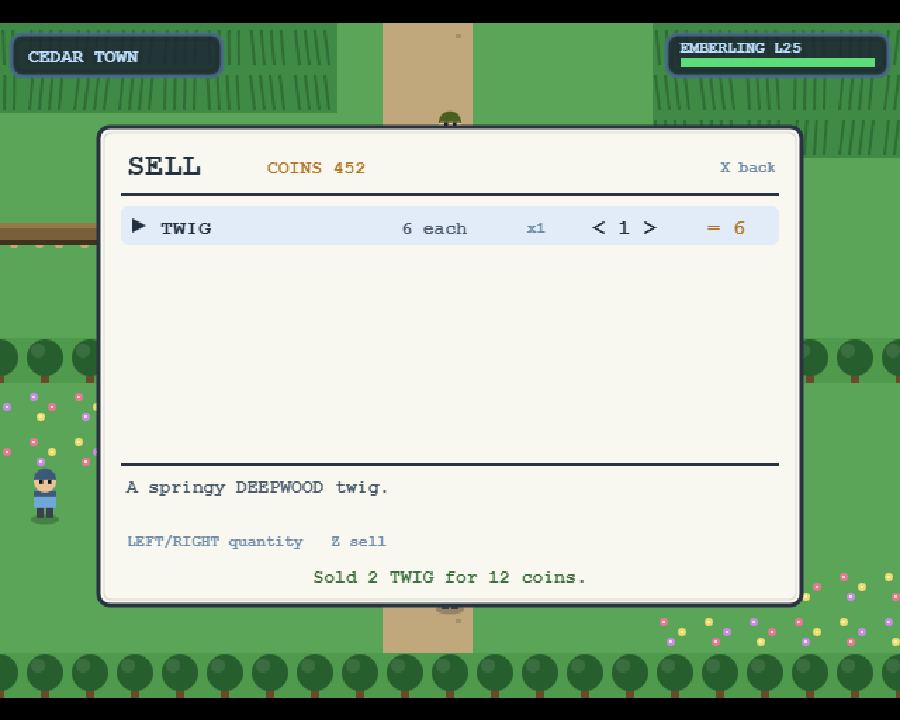 CEDAR TOWN
EMBERLING L25
SELL COINS 452 X back
TWIG 6 each x1 < 1 > = 6
A springy DEEPWOOD twig.
LEFT/RIGHT quantity Z sell
Sold 2 TWIG for 12 coins.